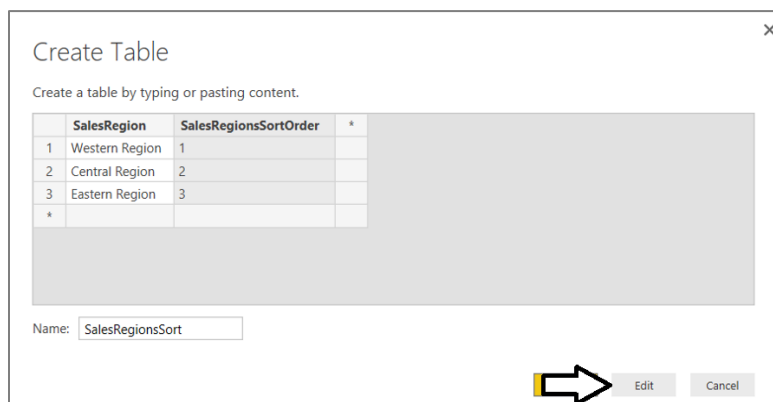 Create Table
Create a table by typing or pasting content.
SalesRegion SalesRegionsSortOrder *
1 Western Region 1
2 Central Region 2
3 Eastern Region 3
*
Name: SalesRegionsSort
Edit Cancel